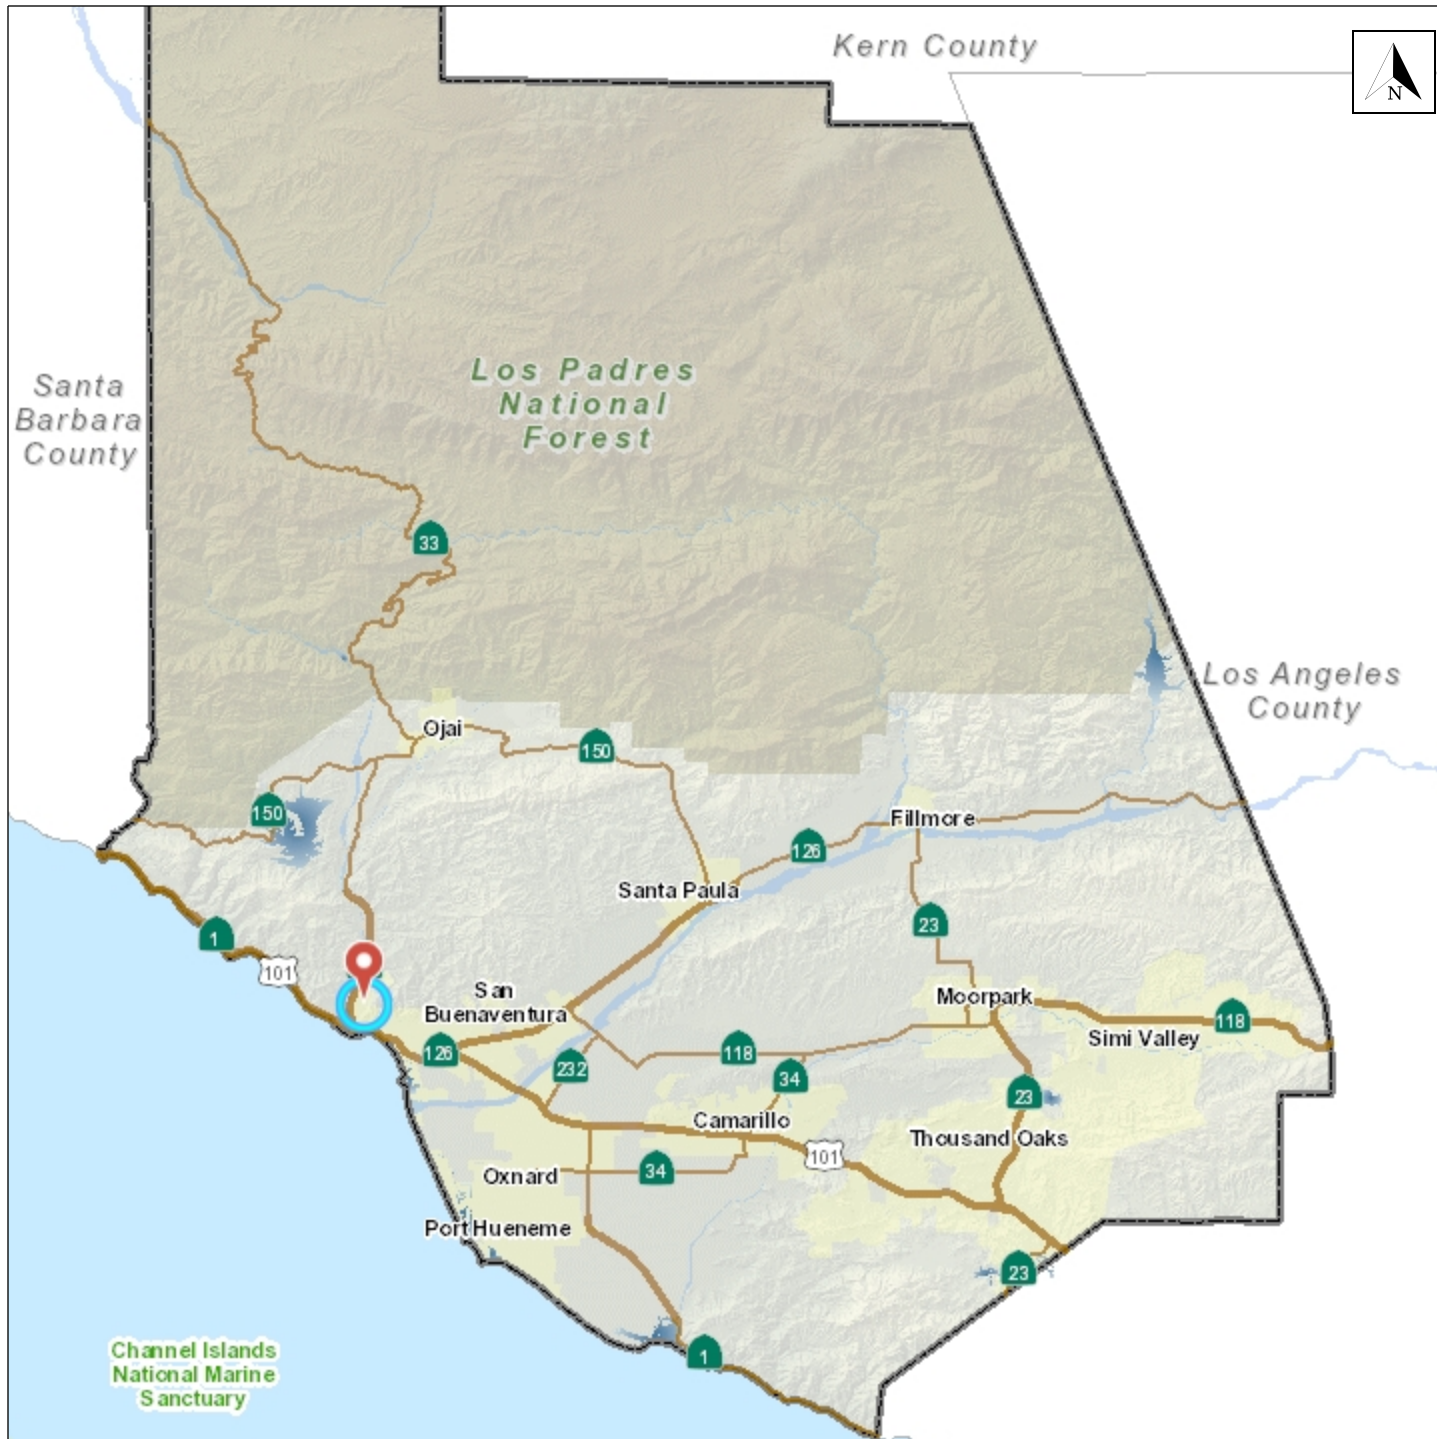 Kern County
N
Los Padres
National
Forest
Santa
Barbara
County
33
Los Angeles
County
Ojai
150
150
Fillmore
126
Santa Paula
23
1
101
San
Buenaventura
Moorpark
118
Simi Valley
126
232
118
34
23
Camarillo
Thousand Oaks
101
Oxnard
34
Port Hueneme
23
1
Channel Islands
National Marine
Sanctuary